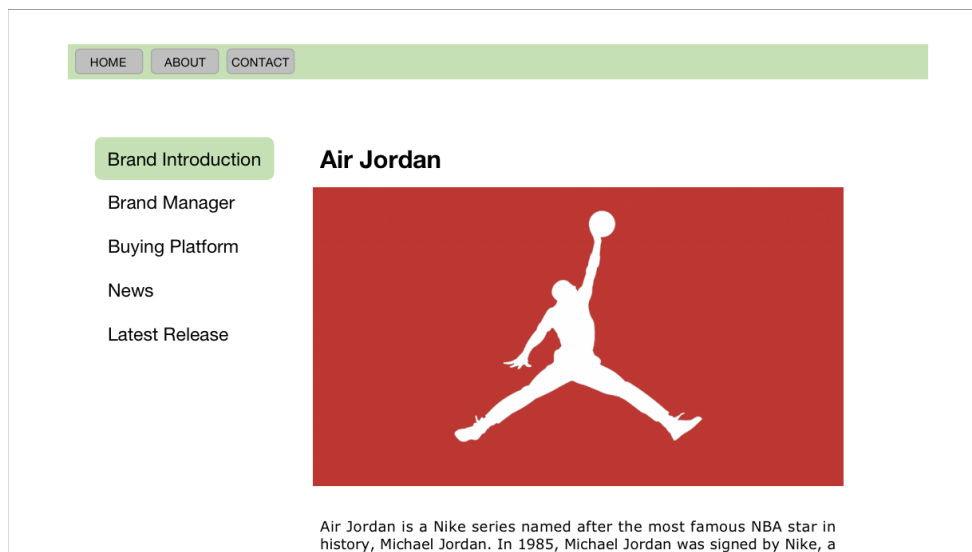 HOME ABOUT CONTACT
Brand Introduction
Brand Manager
Buying Platform
News
Latest Release
Air Jordan
Air Jordan is a Nike series named after the most famous NBA star in
history, Michael Jordan. In 1985, Michael Jordan was signed by Nike, a